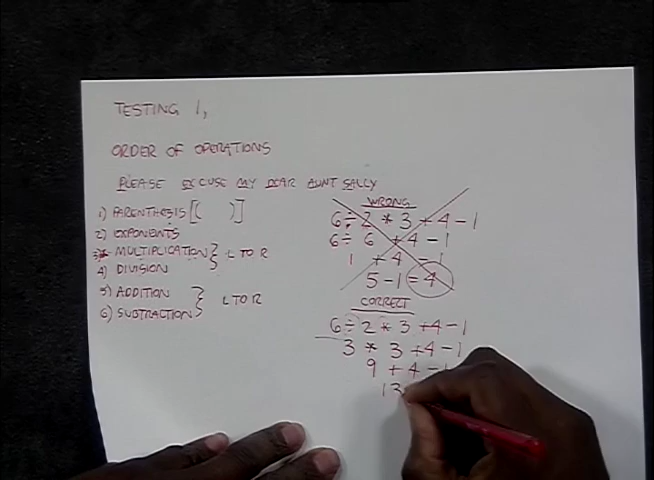 TESTING 1,
ORDER OF OPERATIONS
PLEASE EXCUSE MY DEAR AUNT SALLY
1) PARENTHESIS [( )]
2) EXPONENTS
3) MULTIPLICATION } L TO R
4) DIVISION
5) ADDITION } L TO R
6) SUBTRACTION
WRONG
6 ÷ 2 * 3 + 4 - 1
6 ÷ 6 + 4 - 1
1 + 4 - 1
5 - 1 = 4
CORRECT
6 ÷ 2 * 3 + 4 - 1
3 * 3 + 4 - 1
9 + 4 -
13